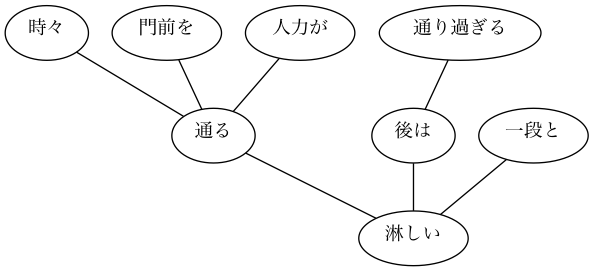 時々
門前を
人力が
通り過ぎる
通る
後は
一段と
淋しい